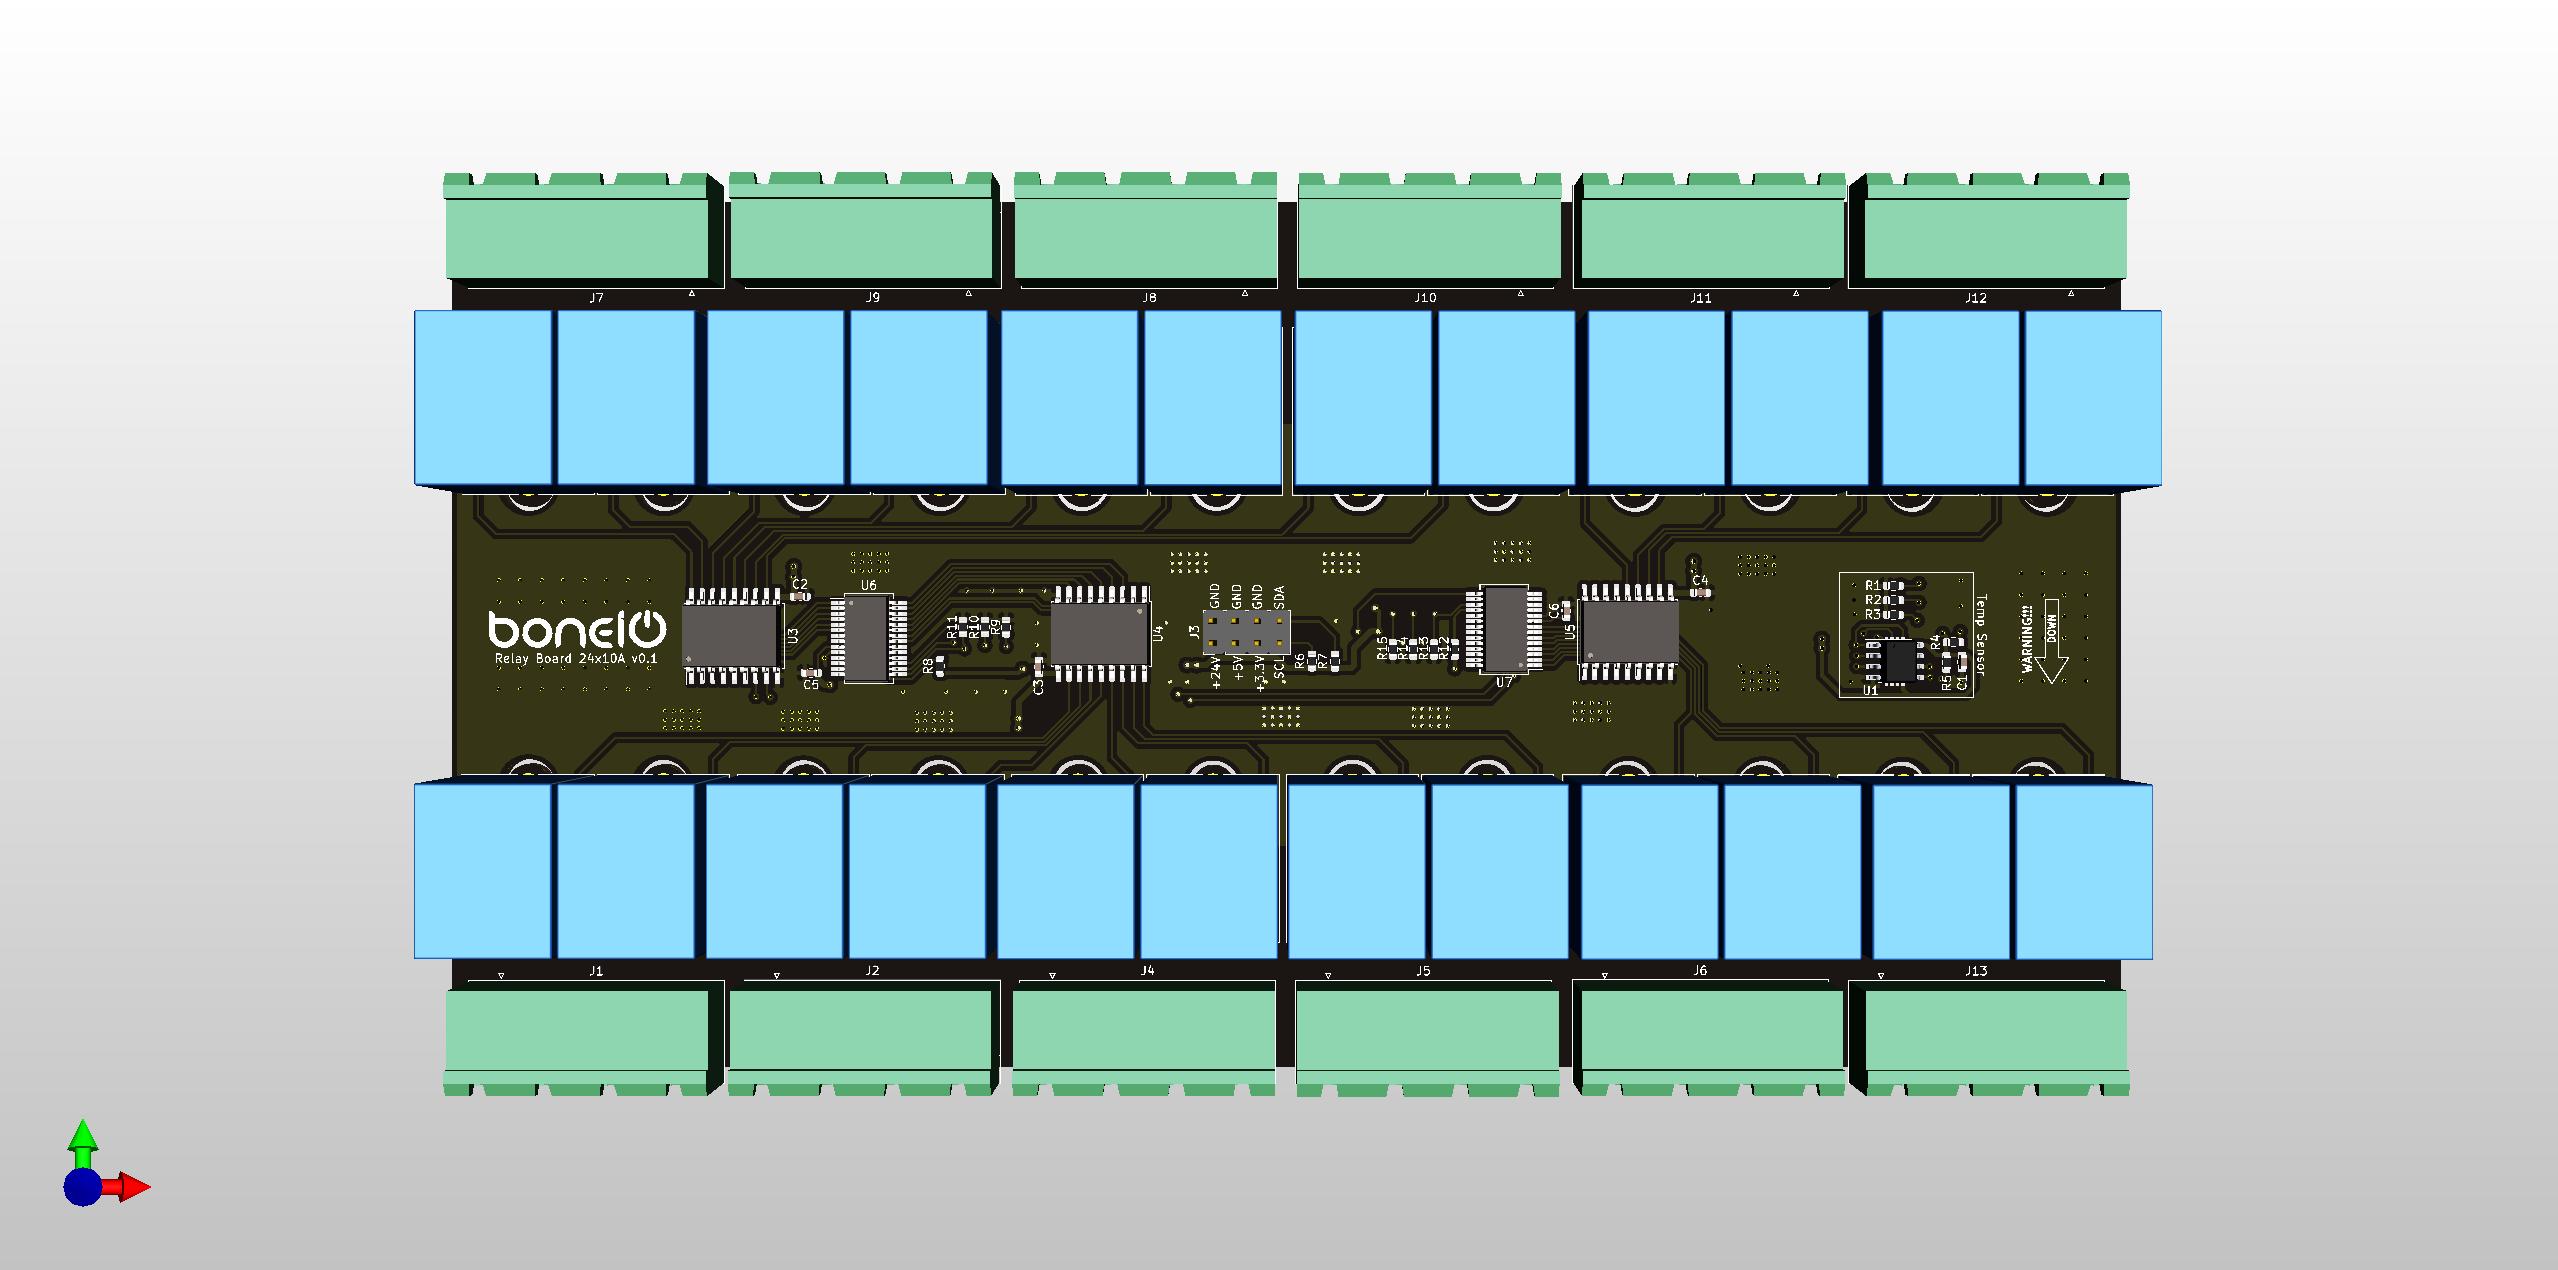 J7
J9
J8
J10
J11
J12
C2
U6
C4
GND
GND
GND
SDA
R1
R2
R3
Temp Sensor
WARNING!!!
DOWN
boneIO
Relay Board 24x10A v0.1
U3
C5
R11
R10
R9
R8
C3
U4
J3
+24V
+5V
+3.3V
SCL
R6
R7
R15
R14
R13
R12
U7
C6
U5
R4
R5
C1
U1
J1
J2
J4
J5
J6
J13